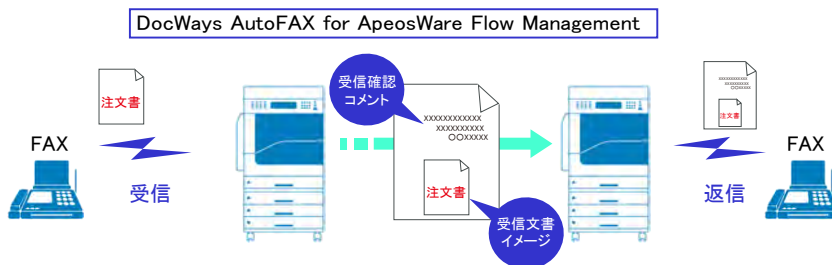 DocWays AutoFAX for ApeosWare Flow Management
注文書
FAX
受信
受信確認
コメント
xxxxxxxxxxxx
xxxxxxxxxx
〇〇xxxxx
注文書
受信文書
イメージ
xxxxxxxxxxxx
xxxxxxxxxx
〇〇xxxxx
注文書
返信
FAX